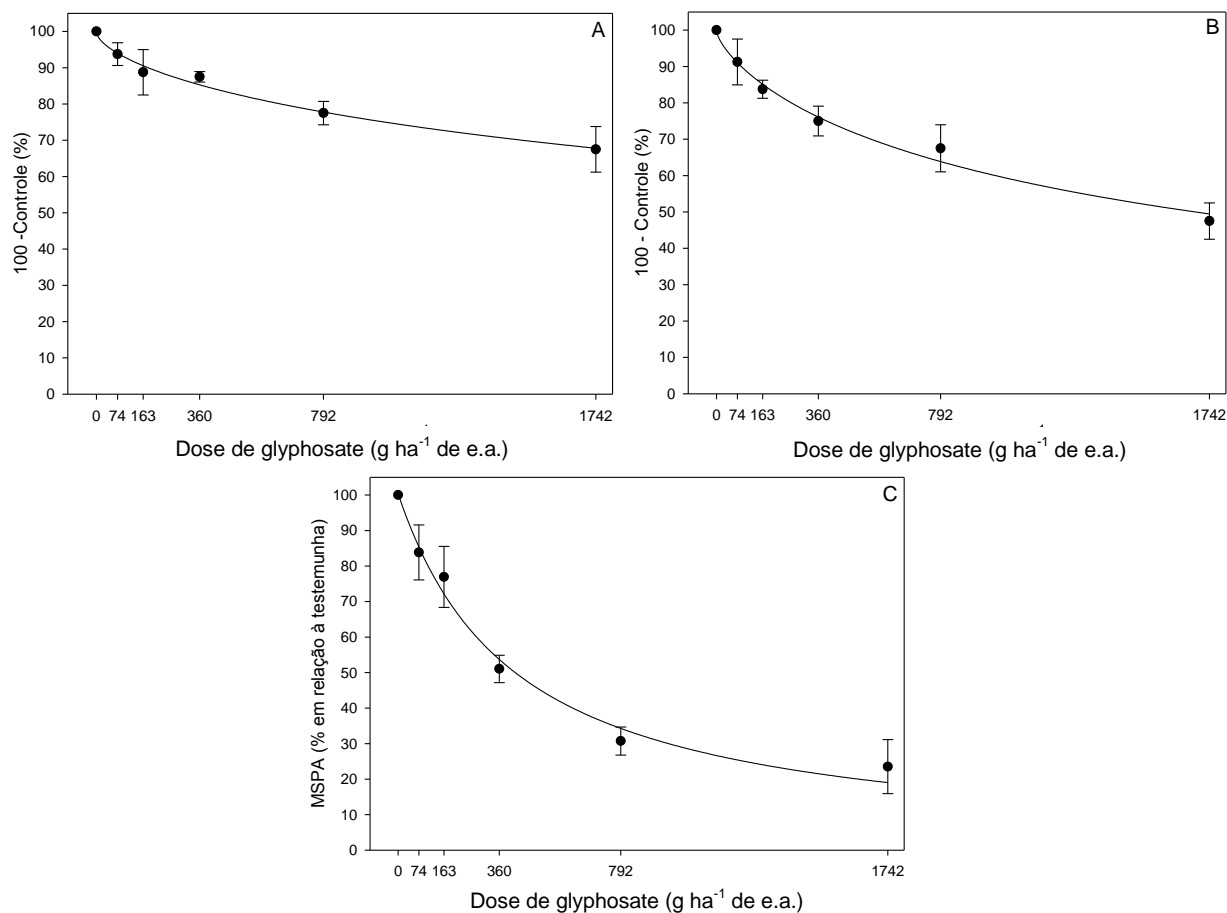 A
100 -Controle (%)
100
90
80
70
60
50
40
30
20
10
0
0 74 163 360 792 1742
Dose de glyphosate (g ha-1 de e.a.)
B
100 - Controle (%)
100
90
80
70
60
50
40
30
20
10
0
0 74 163 360 792 1742
Dose de glyphosate (g ha-1 de e.a.)
C
MSPA (% em relação à testemunha)
100
90
80
70
60
50
40
30
20
10
0
0 74 163 360 792 1742
Dose de glyphosate (g ha-1 de e.a.)